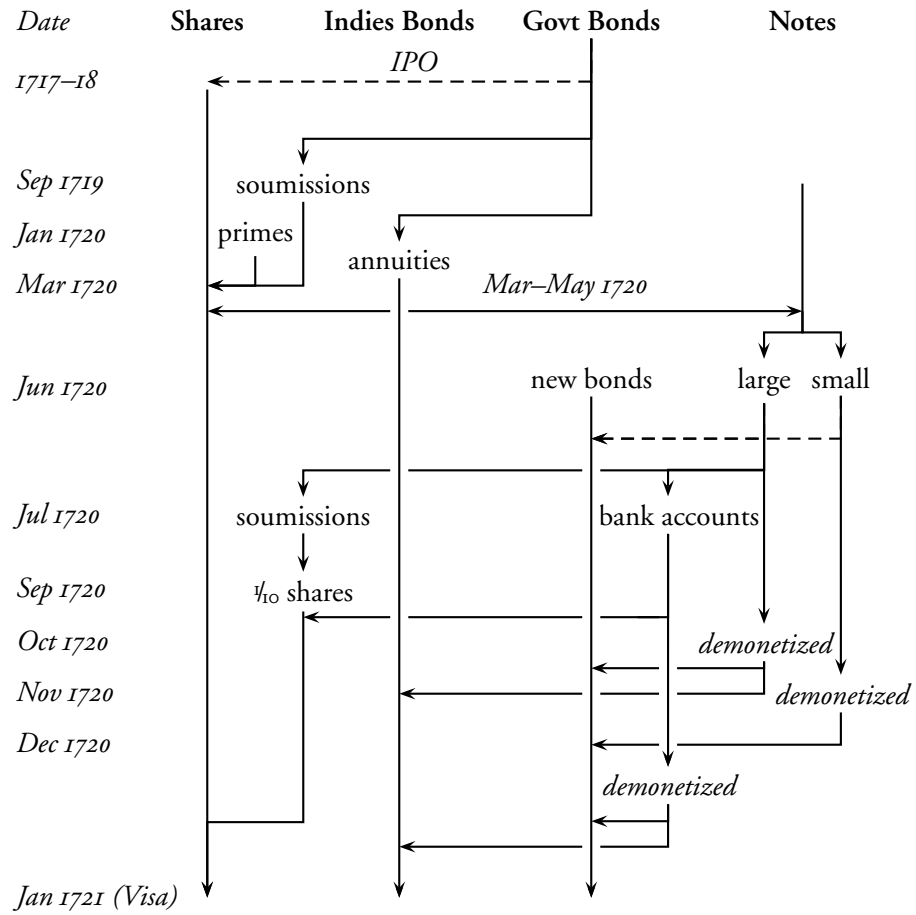 Date Shares Indies Bonds Govt Bonds Notes
IPO
1717–18
Sep 1719 soumissions
Jan 1720 primes
annuities
Mar 1720 Mar–May 1720
Jun 1720 new bonds large small
Jul 1720 soumissions bank accounts
Sep 1720 1/10 shares
Oct 1720 demonetized
Nov 1720 demonetized
Dec 1720
demonetized
Jan 1721 (Visa)